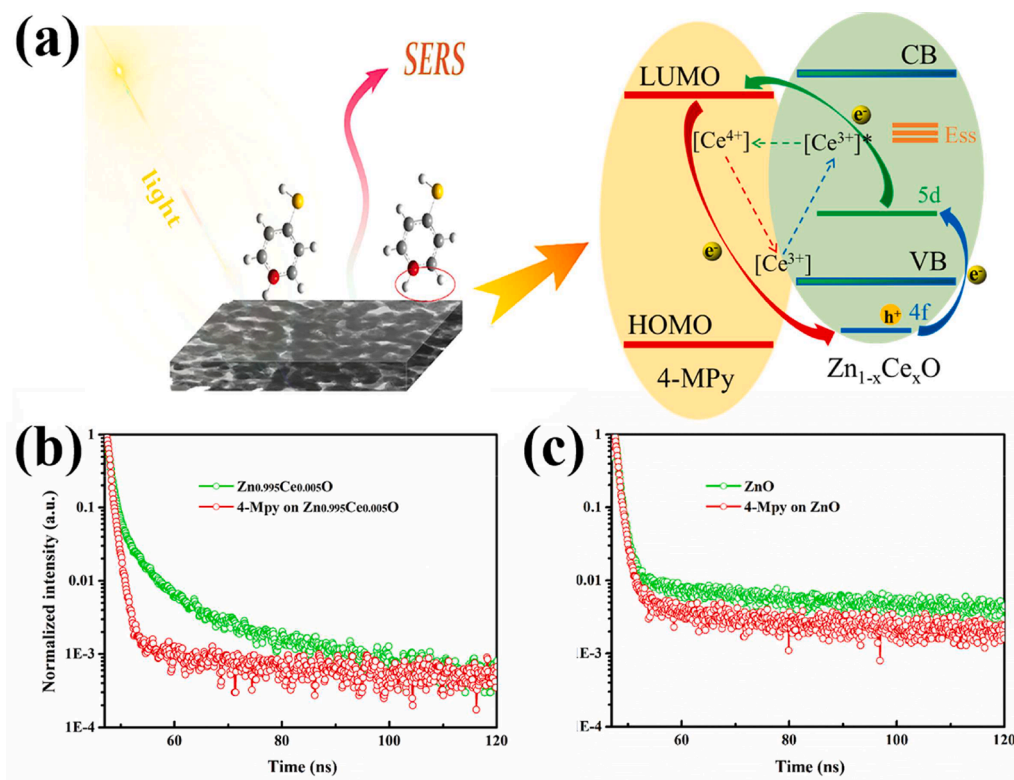 (a)
SERS
light
LUMO
CB
e-
[Ce4+]
[Ce3+]*
Ess
5d
e-
[Ce3+]
VB
e-
h+ 4f
HOMO
4-MPy
Zn1-xCexO
(b)
1
0.1
0.01
1E-3
1E-4
Normalized intensity (a.u.)
Zn0.995Ce0.005O
4-Mpy on Zn0.995Ce0.005O
60
80
100
120
Time (ns)
(c)
1
0.1
0.01
1E-3
1E-4
ZnO
4-Mpy on ZnO
60
80
100
120
Time (ns)